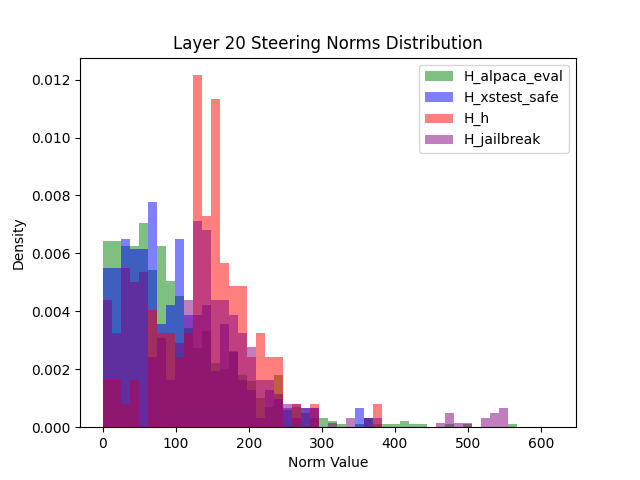 Layer 20 Steering Norms Distribution
H_alpaca_eval
H_xstest_safe
H_h
H_jailbreak
0.012
0.010
0.008
0.006
0.004
0.002
0.000
Density
0 100 200 300 400 500 600
Norm Value